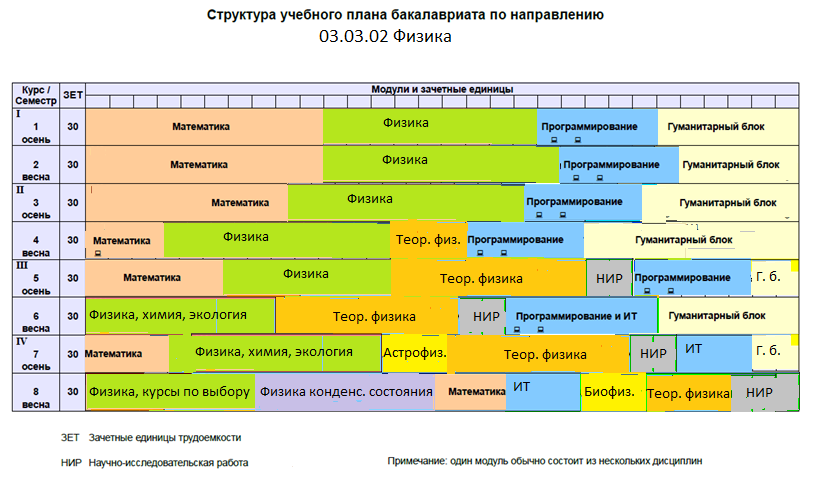 Структура учебного плана бакалавриата по направлению
03.03.02 Физика
Курс / Семестр ЗЕТ Модули и зачетные единицы
I
1 осень 30 Математика Физика Программирование Гуманитарный блок
2 весна 30 Математика Физика Программирование Гуманитарный блок
II
3 осень 30 Математика Физика Программирование Гуманитарный блок
4 весна 30 Математика Физика Теор. физ. Программирование Гуманитарный блок
III
5 осень 30 Математика Физика Теор. физика НИР Программирование Г. б.
6 весна 30 Физика, химия, экология Теор. физика НИР Программирование и ИТ Гуманитарный блок
IV
7 осень 30 Математика Физика, химия, экология Астрофиз. Теор. физика НИР ИТ Г. б.
8 весна 30 Физика, курсы по выбору Физика конденс. состояния Математика ИТ Биофиз. Теор. физика НИР
ЗЕТ Зачетные единицы трудоемкости
НИР Научно-исследовательская работа
Примечание: один модуль обычно состоит из нескольких дисциплин